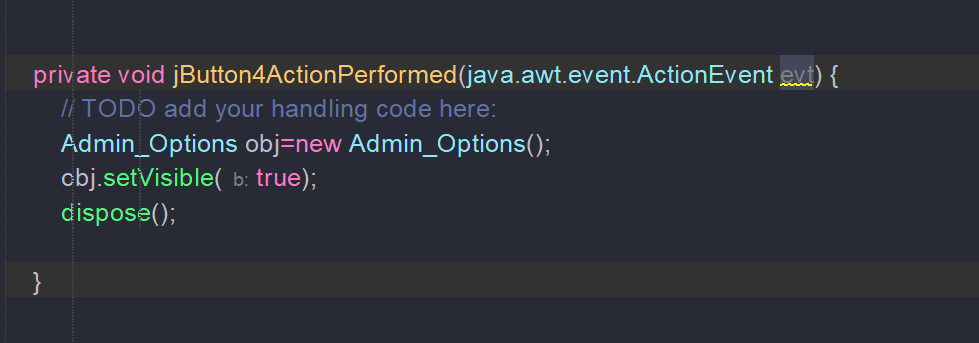 private void jButton4ActionPerformed(java.awt.event.ActionEvent evt) {
// TODO add your handling code here:
Admin_Options obj=new Admin_Options();
obj.setVisible( b: true);
dispose();
}